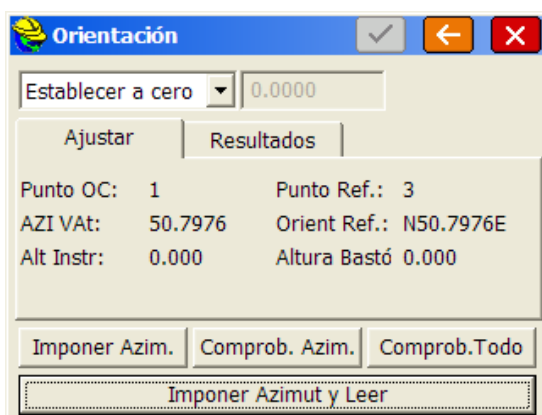 Orientación
Establecer a cero 0.0000
Ajustar Resultados
Punto OC: 1 Punto Ref.: 3
AZI VAt: 50.7976 Orient Ref.: N50.7976E
Alt Instr: 0.000 Altura Bastó 0.000
Imponer Azim. Comprob. Azim. Comprob.Todo
Imponer Azimut y Leer